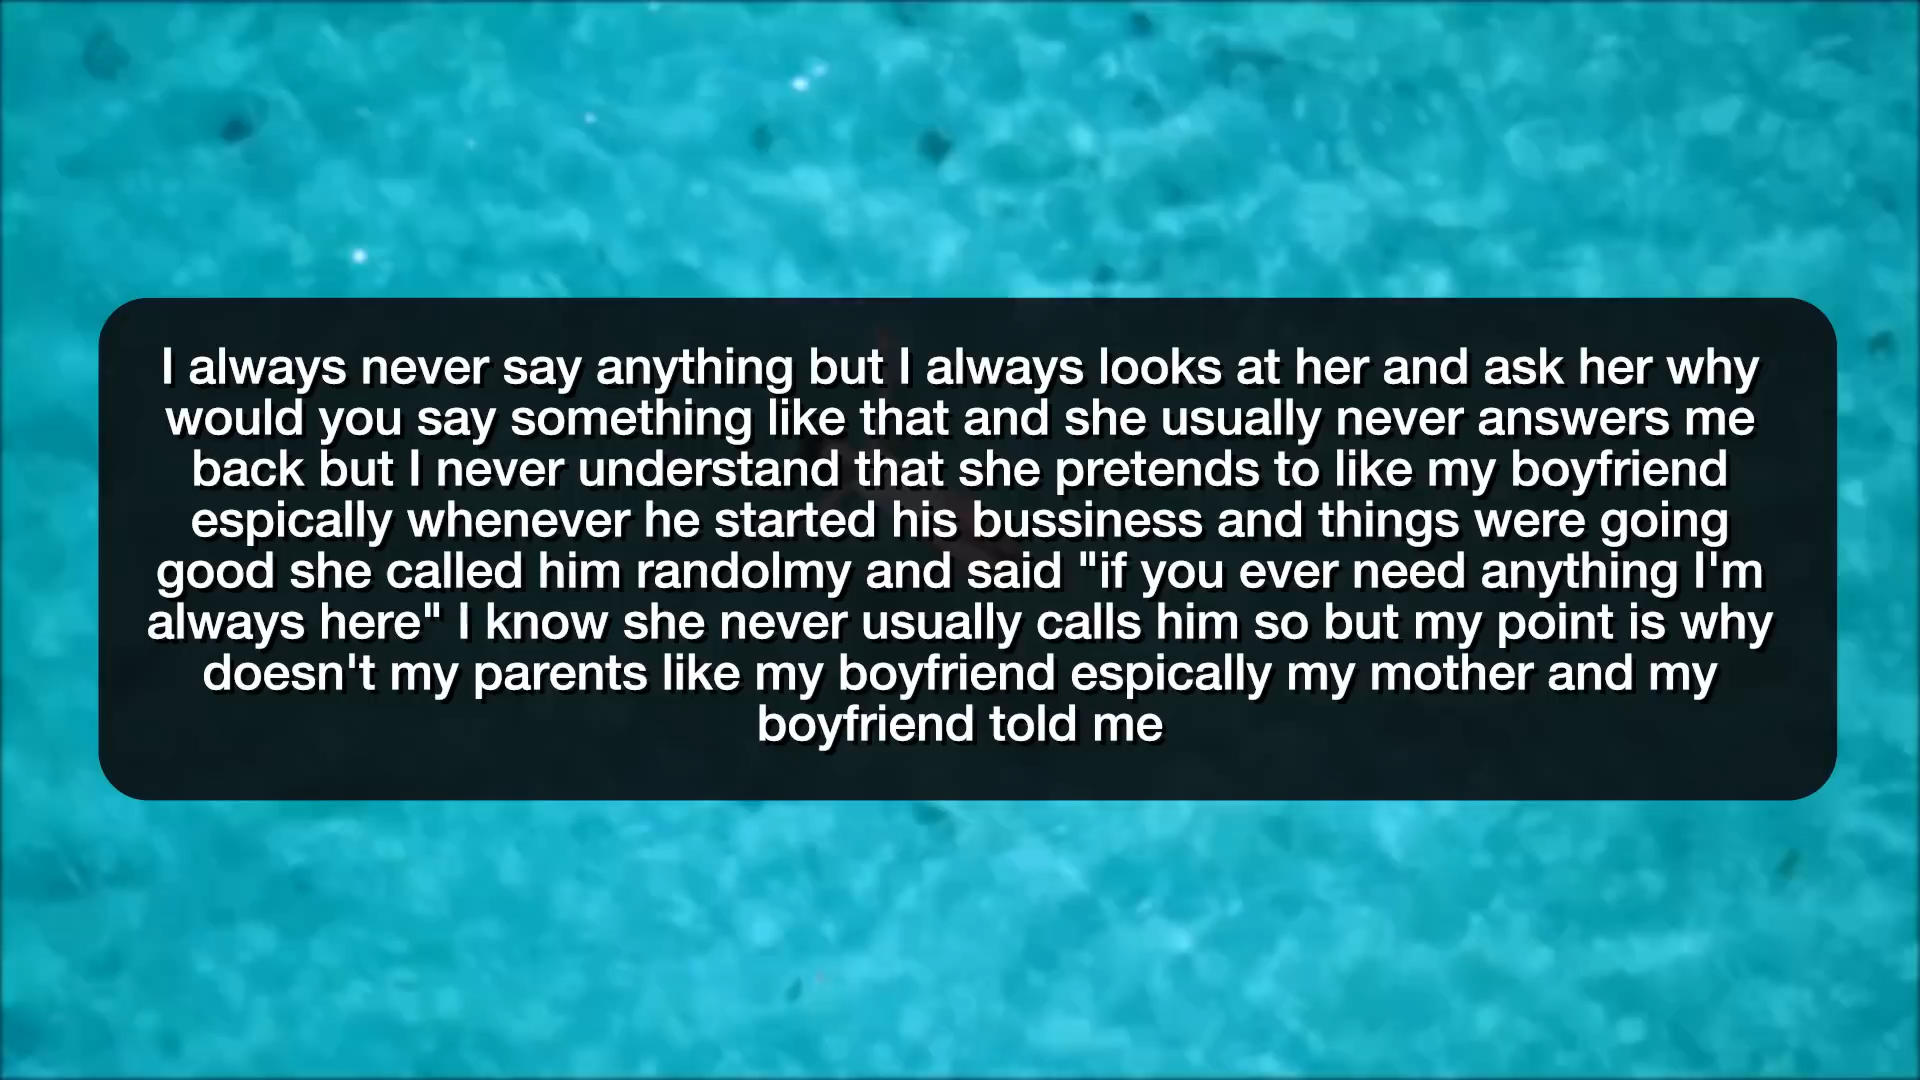 I always never say anything but I always looks at her and ask her why
would you say something like that and she usually never answers me
back but I never understand that she pretends to like my boyfriend
espically whenever he started his bussiness and things were going
good she called him randolmy and said "if you ever need anything I'm
always here" I know she never usually calls him so but my point is why
doesn't my parents like my boyfriend espically my mother and my
boyfriend told me